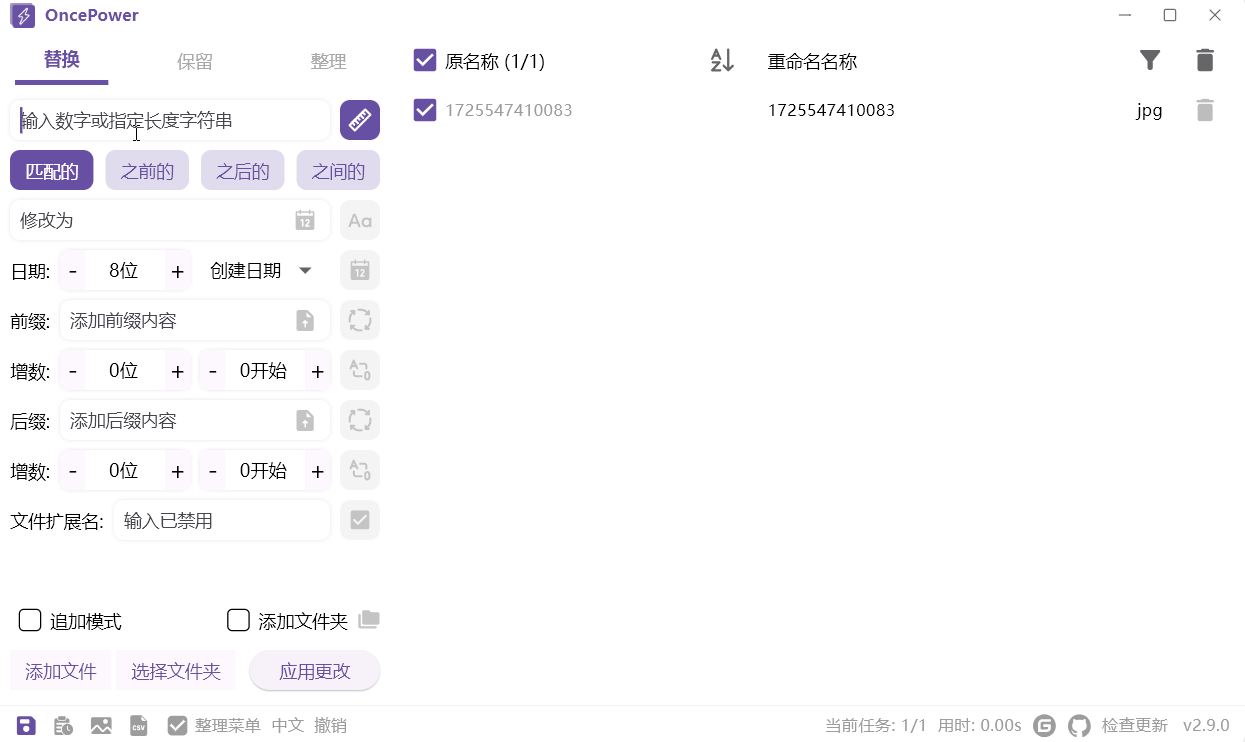 OncePower
替换 保留 整理
原名称 (1/1) 重命名名称
输入数字或指定长度字符串
1725547410083 1725547410083 jpg
匹配的 之前的 之后的 之间的
修改为 12 Aa
日期: - 8位 + 创建日期 12
前缀: 添加前缀内容
增数: - 0位 + - 0开始 + A 0
后缀: 添加后缀内容
增数: - 0位 + - 0开始 + A 0
文件扩展名: 输入已禁用
追加模式 添加文件夹
添加文件 选择文件夹 应用更改
CSV 整理菜单 中文 撤销 当前任务: 1/1 用时: 0.00s 检查更新 v2.9.0